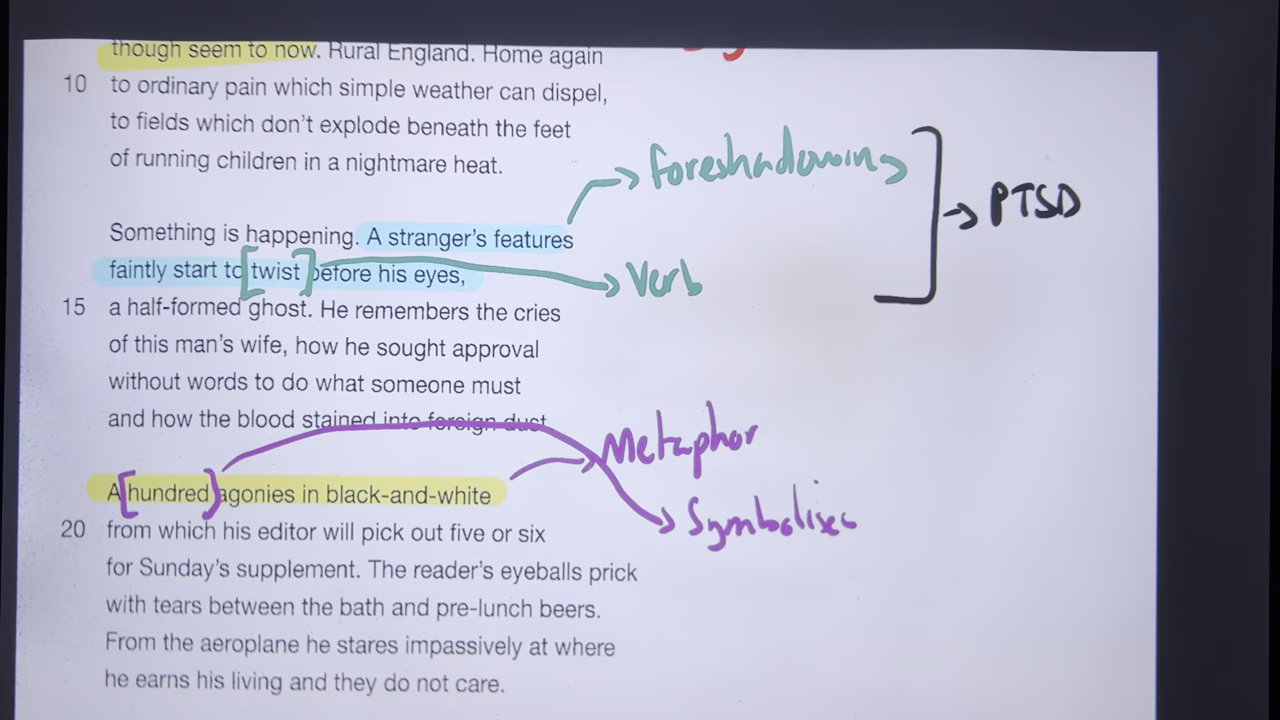 though seem to now. Rural England. Home again
10 to ordinary pain which simple weather can dispel,
to fields which don't explode beneath the feet
of running children in a nightmare heat.
foreshadowing
PTSD
Something is happening. A stranger's features
faintly start to [twist] before his eyes,
Verb
15 a half-formed ghost. He remembers the cries
of this man's wife, how he sought approval
without words to do what someone must
and how the blood stained into foreign dust
Metaphor
A [hundred] agonies in black-and-white
Symbolises
20 from which his editor will pick out five or six
for Sunday's supplement. The reader's eyeballs prick
with tears between the bath and pre-lunch beers.
From the aeroplane he stares impassively at where
he earns his living and they do not care.